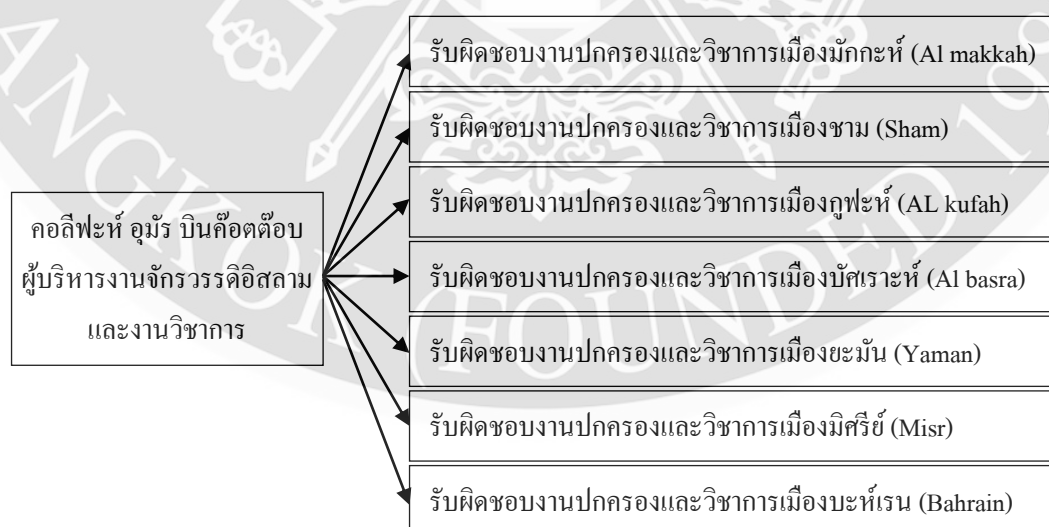 รับผิดชอบงานปกครองและวิชาการเมืองมักกะห์ (Al makkah)
รับผิดชอบงานปกครองและวิชาการเมืองชาม (Sham)
รับผิดชอบงานปกครองและวิชาการเมืองกูฟะห์ (AL kufah)
คอลีฟะห์ อุมัร บินค๊อตต๊อบ
ผู้บริหารงานจักรวรรดิอิสลาม
และงานวิชาการ
รับผิดชอบงานปกครองและวิชาการเมืองบัศเราะห์ (Al basra)
รับผิดชอบงานปกครองและวิชาการเมืองยะมัน (Yaman)
รับผิดชอบงานปกครองและวิชาการเมืองมิศรีย์ (Misr)
รับผิดชอบงานปกครองและวิชาการเมืองบะห์เรน (Bahrain)
ANGKOK (FOUNDED 198